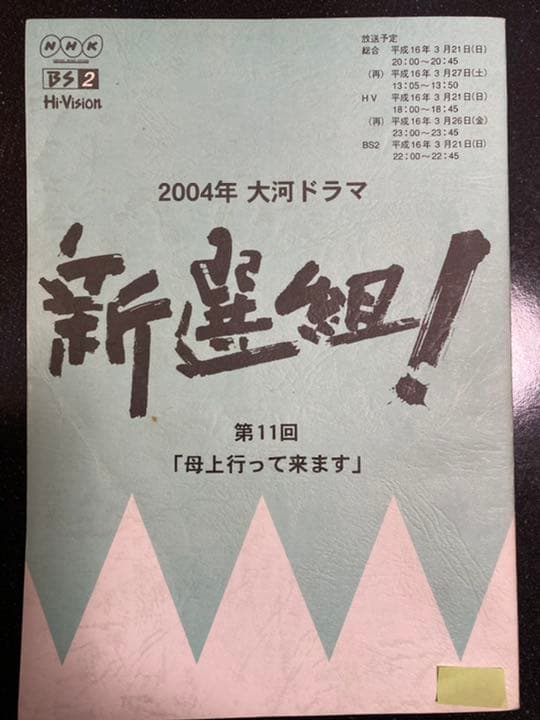 NHK
BS2
Hi-Vision
放送予定
総合 平成16年 3月21日(日)
20:00〜20:45
(再) 平成16年 3月27日(土)
13:05〜13:50
HV 平成16年 3月21日(日)
18:00〜18:45
(再) 平成16年 3月26日(金)
23:00〜23:45
BS2 平成16年 3月21日(日)
22:00〜22:45
2004年 大河ドラマ
新選組!
第11回
「母上行って来ます」